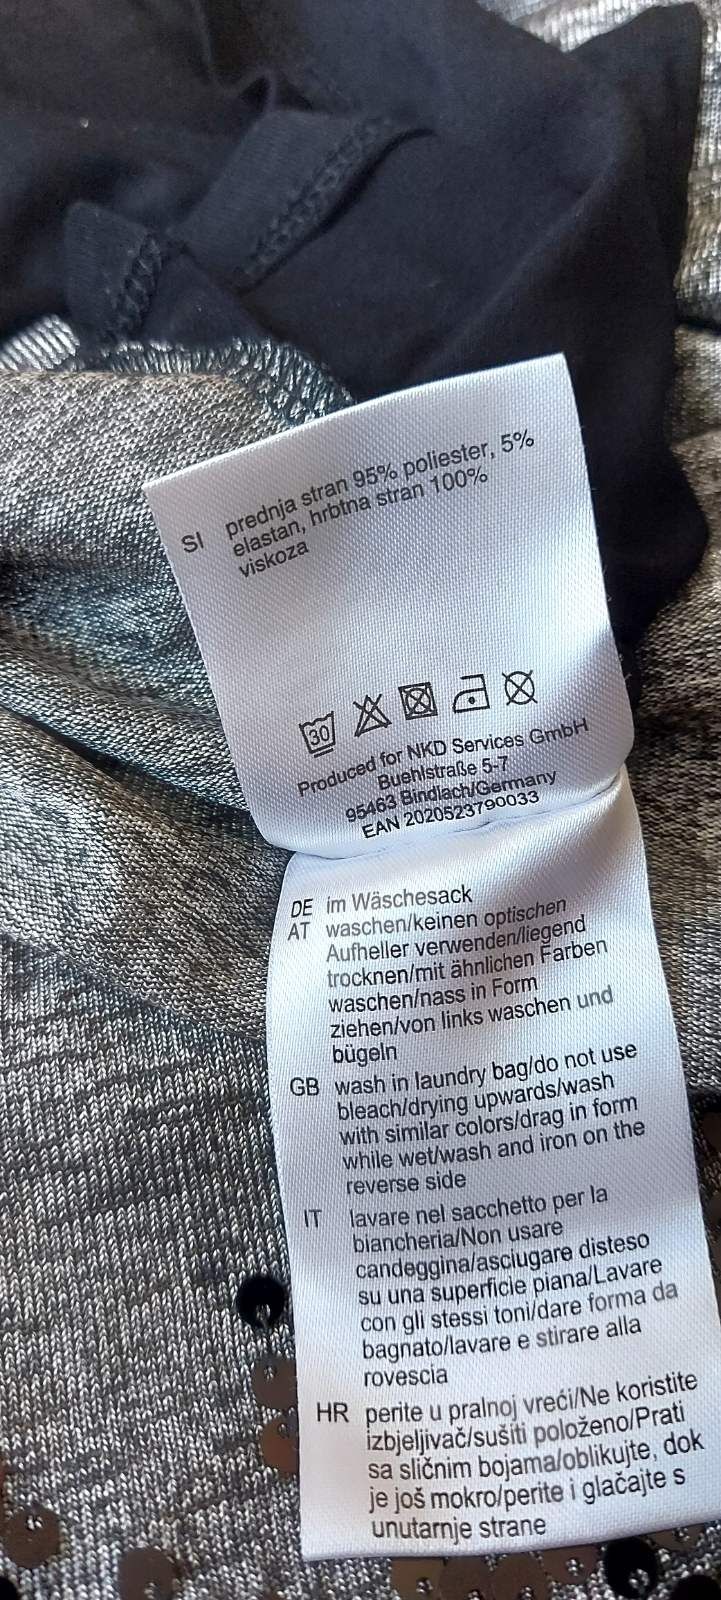 SI prednja stran 95% poliester, 5%
elastan, hrbtna stran 100%
viskoza
30
Produced for NKD Services GmbH
Buehlstraße 5-7
95463 Bindlach/Germany
EAN 2020523790033
DE im Wäschesack
AT waschen/keinen optischen
Aufheller verwenden/liegend
trocknen/mit ähnlichen Farben
waschen/nass in Form
ziehen/von links waschen und
bügeln
GB wash in laundry bag/do not use
bleach/drying upwards/wash
with similar colors/drag in form
while wet/wash and iron on the
reverse side
IT lavare nel sacchetto per la
biancheria/Non usare
candeggina/asciugare disteso
su una superficie piana/Lavare
con gli stessi toni/dare forma da
bagnato/lavare e stirare alla
rovescia
HR perite u pralnoj vreći/Ne koristite
izbjeljivač/sušiti položeno/Prati
sa sličnim bojama/oblikujte, dok
je još mokro/perite i glačajte s
unutarnje strane